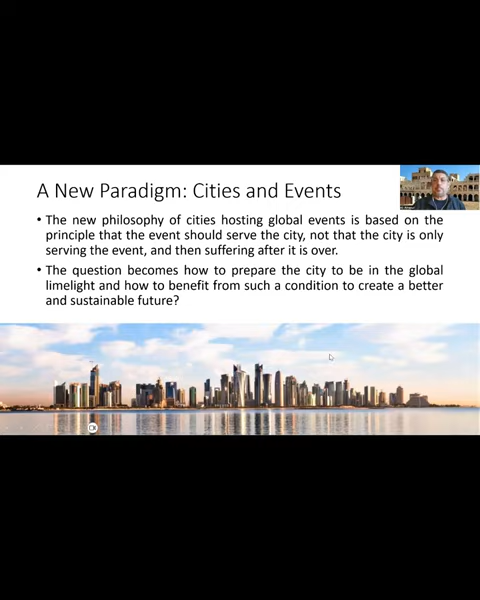 A New Paradigm: Cities and Events
• The new philosophy of cities hosting global events is based on the
principle that the event should serve the city, not that the city is only
serving the event, and then suffering after it is over.
• The question becomes how to prepare the city to be in the global
limelight and how to benefit from such a condition to create a better
and sustainable future?